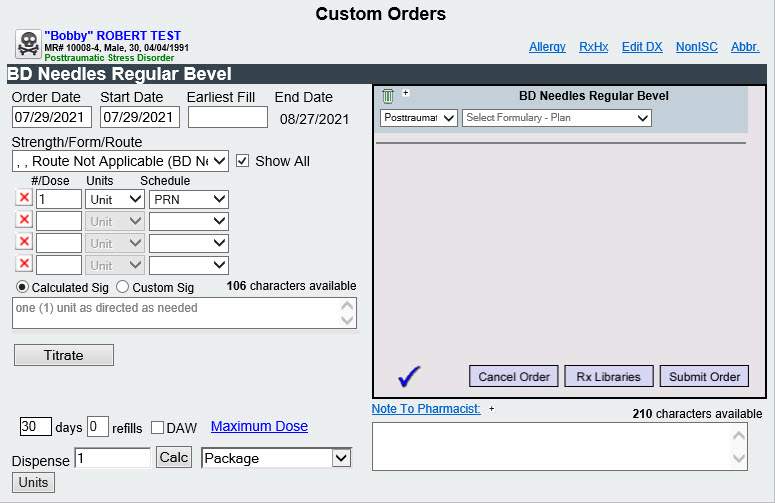 Custom Orders
"Bobby" ROBERT TEST
MR# 10008-4, Male, 30, 04/04/1991
Posttraumatic Stress Disorder
Allergy RxHx Edit DX NonISC Abbr.
BD Needles Regular Bevel
Order Date Start Date Earliest Fill End Date
07/29/2021 07/29/2021 08/27/2021
Strength/Form/Route
, , Route Not Applicable (BD Ne Show All
#/Dose Units Schedule
1 Unit PRN
Unit
Unit
Unit
Calculated Sig Custom Sig 106 characters available
one (1) unit as directed as needed
Titrate
30 days 0 refills DAW Maximum Dose
Dispense 1 Calc Package
Units
+ BD Needles Regular Bevel
Posttraumat Select Formulary - Plan
Cancel Order Rx Libraries Submit Order
Note To Pharmacist: + 210 characters available